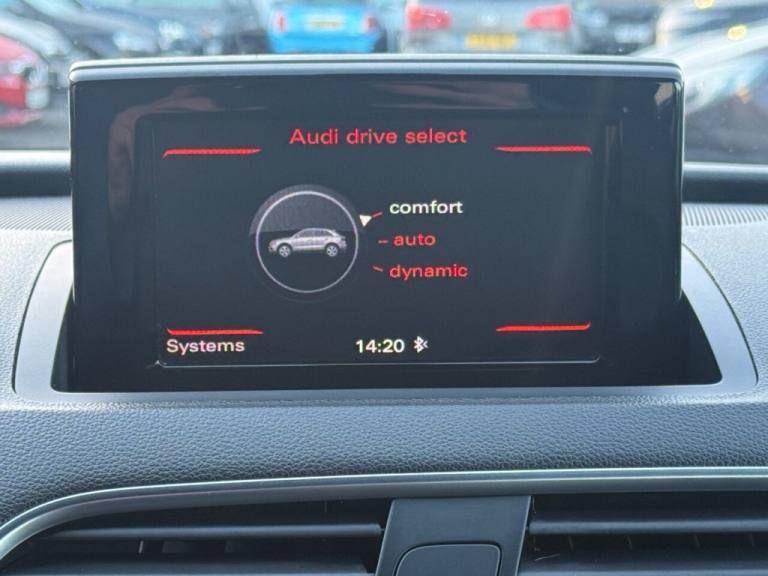 Audi drive select
comfort
auto
dynamic
Systems 14:20